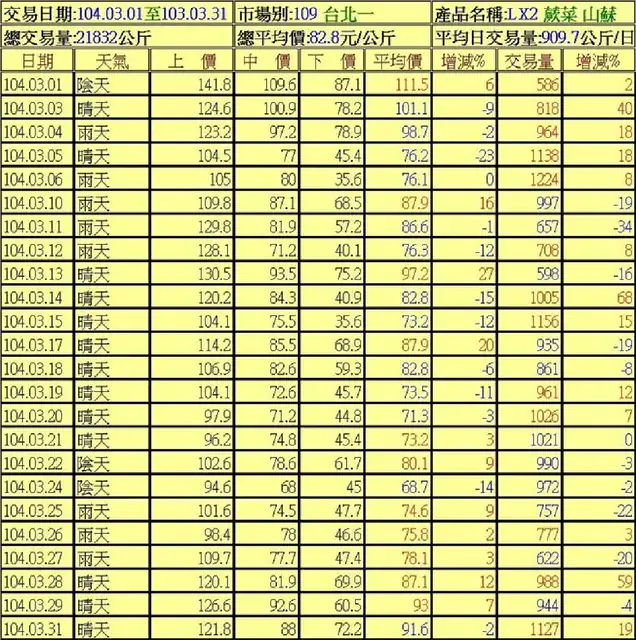 交易日期:104.03.01至103.03.31 市場別:109 台北一 產品名稱:LX2 蕨菜 山蘇
總交易量:21832公斤 總平均價:82.8元/公斤 平均日交易量:909.7公斤/日
日期 天氣 上 價 中 價 下 價 平均價 增減% 交易量 增減%
104.03.01 陰天 141.8 109.6 87.1 111.5 6 586 2
104.03.03 晴天 124.6 100.9 78.2 101.1 -9 818 40
104.03.04 雨天 123.2 97.2 78.9 98.7 -2 964 18
104.03.05 晴天 104.5 77 45.4 76.2 -23 1138 18
104.03.06 雨天 105 80 35.6 76.1 0 1224 8
104.03.10 雨天 109.8 87.1 68.5 87.9 16 997 -19
104.03.11 雨天 129.8 81.9 57.2 86.6 -1 657 -34
104.03.12 雨天 128.1 71.2 40.1 76.3 -12 708 8
104.03.13 晴天 130.5 93.5 75.2 97.2 27 598 -16
104.03.14 晴天 120.2 84.3 40.9 82.8 -15 1005 68
104.03.15 晴天 104.1 75.5 35.6 73.2 -12 1156 15
104.03.17 晴天 114.2 85.5 68.9 87.9 20 935 -19
104.03.18 晴天 106.9 82.6 59.3 82.8 -6 861 -8
104.03.19 晴天 104.1 72.6 45.7 73.5 -11 961 12
104.03.20 晴天 97.9 71.2 44.8 71.3 -3 1026 7
104.03.21 晴天 96.2 74.8 45.4 73.2 3 1021 0
104.03.22 陰天 102.6 78.6 61.7 80.1 9 990 -3
104.03.24 陰天 94.6 68 45 68.7 -14 972 -2
104.03.25 雨天 101.6 74.5 47.7 74.6 9 757 -22
104.03.26 雨天 98.4 78 46.6 75.8 2 777 3
104.03.27 雨天 109.7 77.7 47.4 78.1 3 622 -20
104.03.28 晴天 120.1 81.9 69.9 87.1 12 988 59
104.03.29 晴天 126.6 92.6 60.5 93 7 944 -4
104.03.31 晴天 121.8 88 72.2 91.6 -2 1127 19